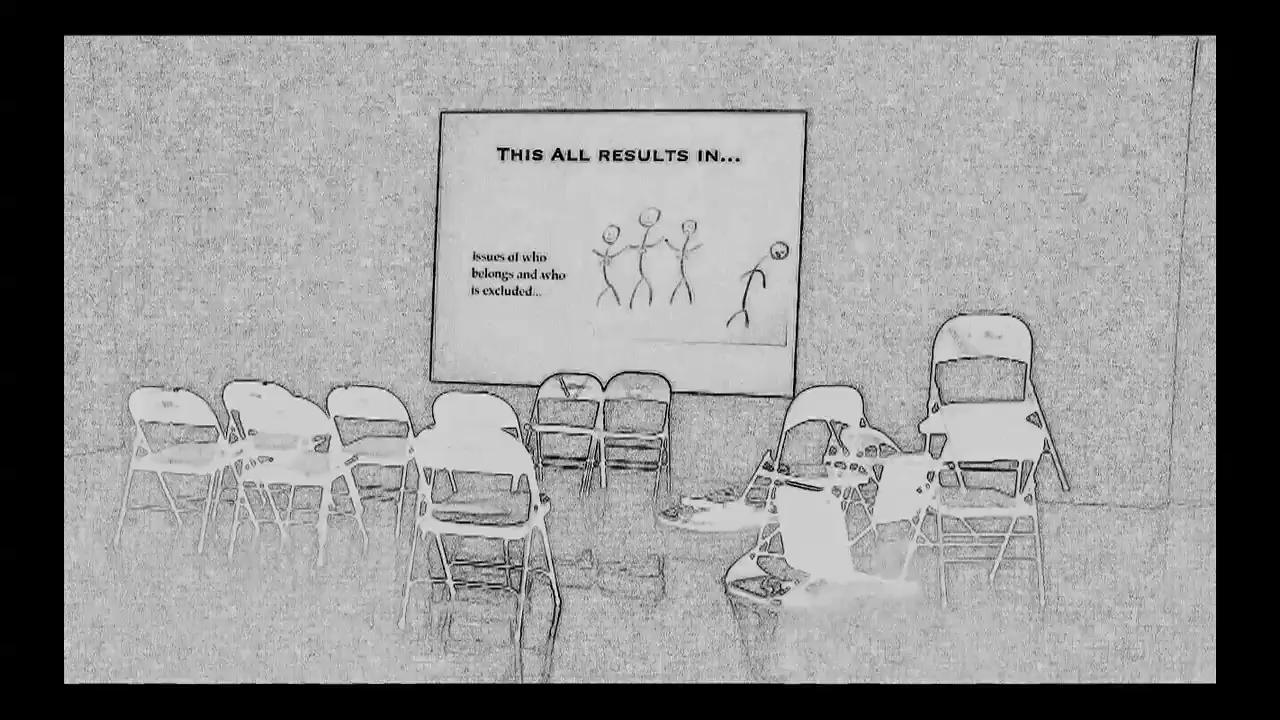 THIS ALL RESULTS IN...
Issues of who
belongs and who
is excluded...